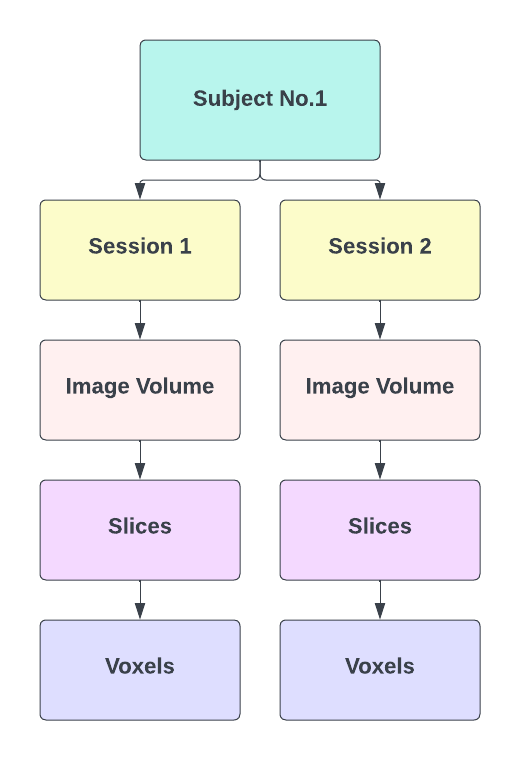 Subject No.1
Session 1
Session 2
Image Volume
Image Volume
Slices
Slices
Voxels
Voxels